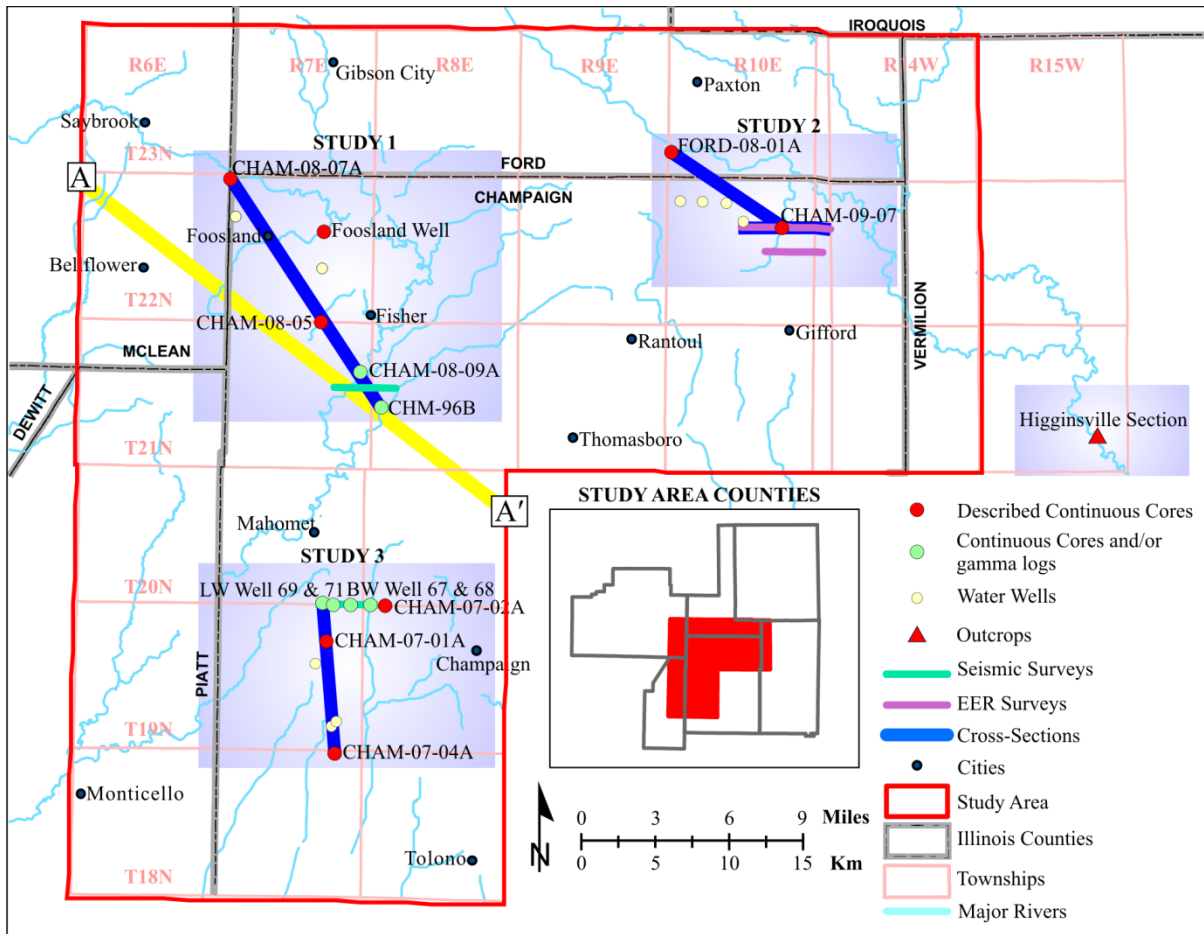 IROQUOIS
R6E
R7E
R8E
R9E
R10E
R14W
R15W
Gibson City
Paxton
Saybrook
STUDY 1
STUDY 2
T23N
FORD-08-01A
A
CHAM-08-07A
FORD
CHAMPAIGN
CHAM-09-07
Foosland
Foosland Well
Bellflower
T22N
Fisher
CHAM-08-05
VERMILION
Gifford
Rantoul
MCLEAN
CHAM-08-09A
DEWITT
CHM-96B
Higginsville Section
Thomasboro
T21N
A'
Mahomet
STUDY 3
T20N
LW Well 69 & 71
BW Well 67 & 68
CHAM-07-02A
CHAM-07-01A
Champaign
PIATT
T19N
CHAM-07-04A
Monticello
Tolono
T18N
STUDY AREA COUNTIES
0 3 6 9 Miles
0 5 10 15 Km
N
Described Continuous Cores
Continuous Cores and/or
gamma logs
Water Wells
Outcrops
Seismic Surveys
EER Surveys
Cross-Sections
Cities
Study Area
Illinois Counties
Townships
Major Rivers